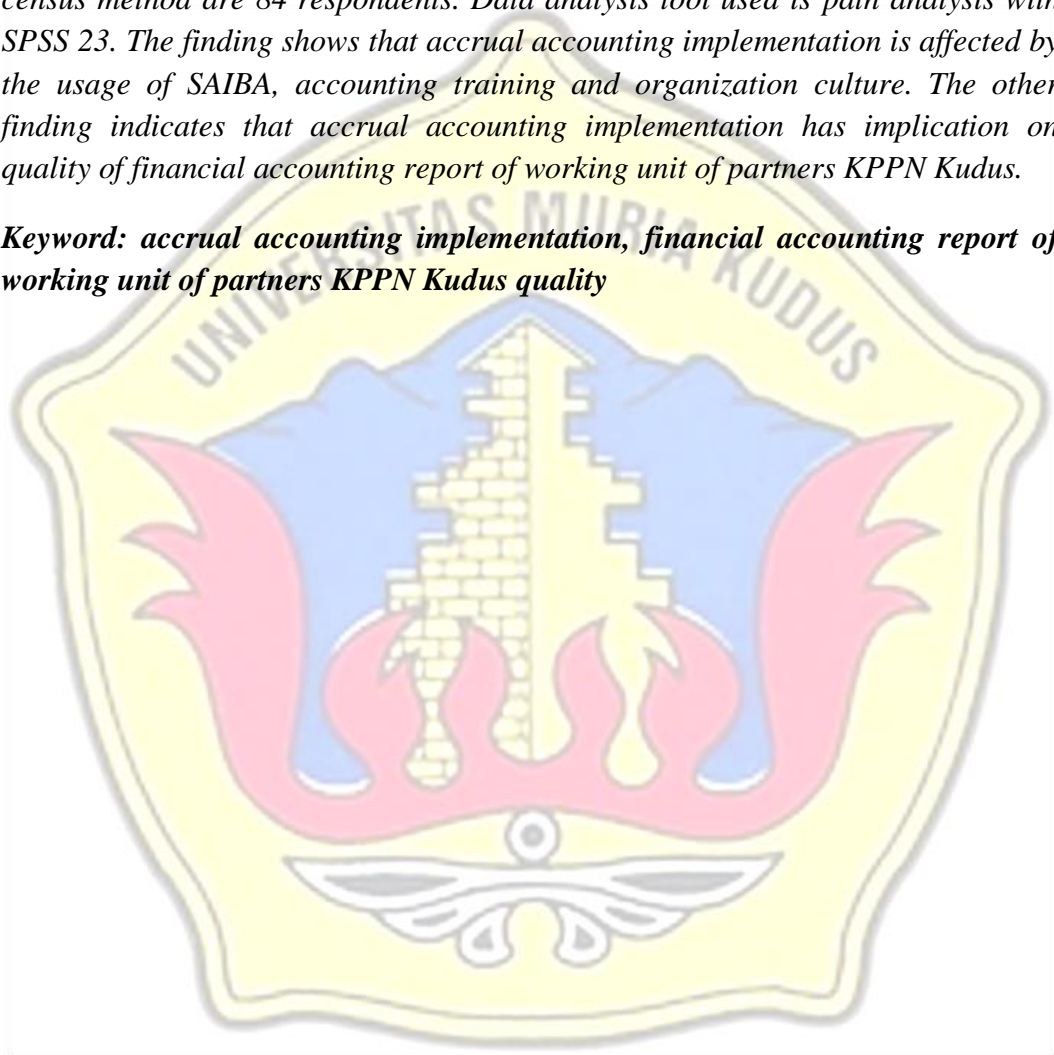 census method are 84 respondents. Data analysis tool used is path analysis with
SPSS 23. The finding shows that accrual accounting implementation is affected by
the usage of SAIBA, accounting training and organization culture. The other
finding indicates that accrual accounting implementation has implication on
quality of financial accounting report of working unit of partners KPPN Kudus.
Keyword: accrual accounting implementation, financial accounting report of
working unit of partners KPPN Kudus quality
UNIVERSITAS MURIA KUDUS